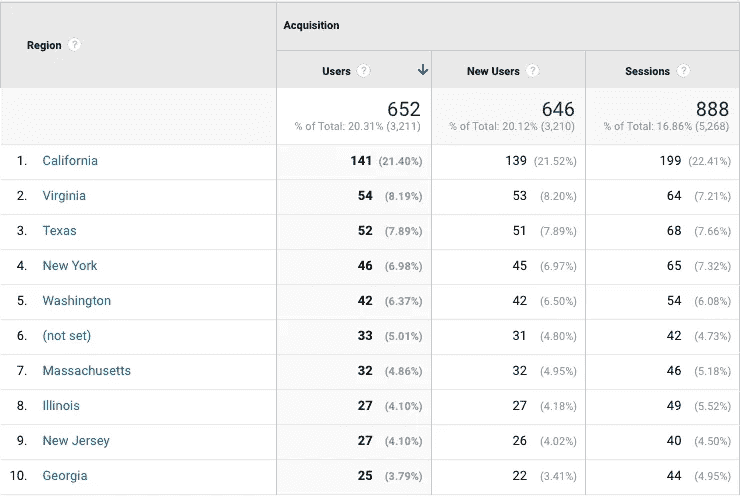 Acquisition
Region ?
Users ? ↓ New Users ? Sessions ?
652 646 888
% of Total: 20.31% (3,211) % of Total: 20.12% (3,210) % of Total: 16.86% (5,268)
1. California 141 (21.40%) 139 (21.52%) 199 (22.41%)
2. Virginia 54 (8.19%) 53 (8.20%) 64 (7.21%)
3. Texas 52 (7.89%) 51 (7.89%) 68 (7.66%)
4. New York 46 (6.98%) 45 (6.97%) 65 (7.32%)
5. Washington 42 (6.37%) 42 (6.50%) 54 (6.08%)
6. (not set) 33 (5.01%) 31 (4.80%) 42 (4.73%)
7. Massachusetts 32 (4.86%) 32 (4.95%) 46 (5.18%)
8. Illinois 27 (4.10%) 27 (4.18%) 49 (5.52%)
9. New Jersey 27 (4.10%) 26 (4.02%) 40 (4.50%)
10. Georgia 25 (3.79%) 22 (3.41%) 44 (4.95%)